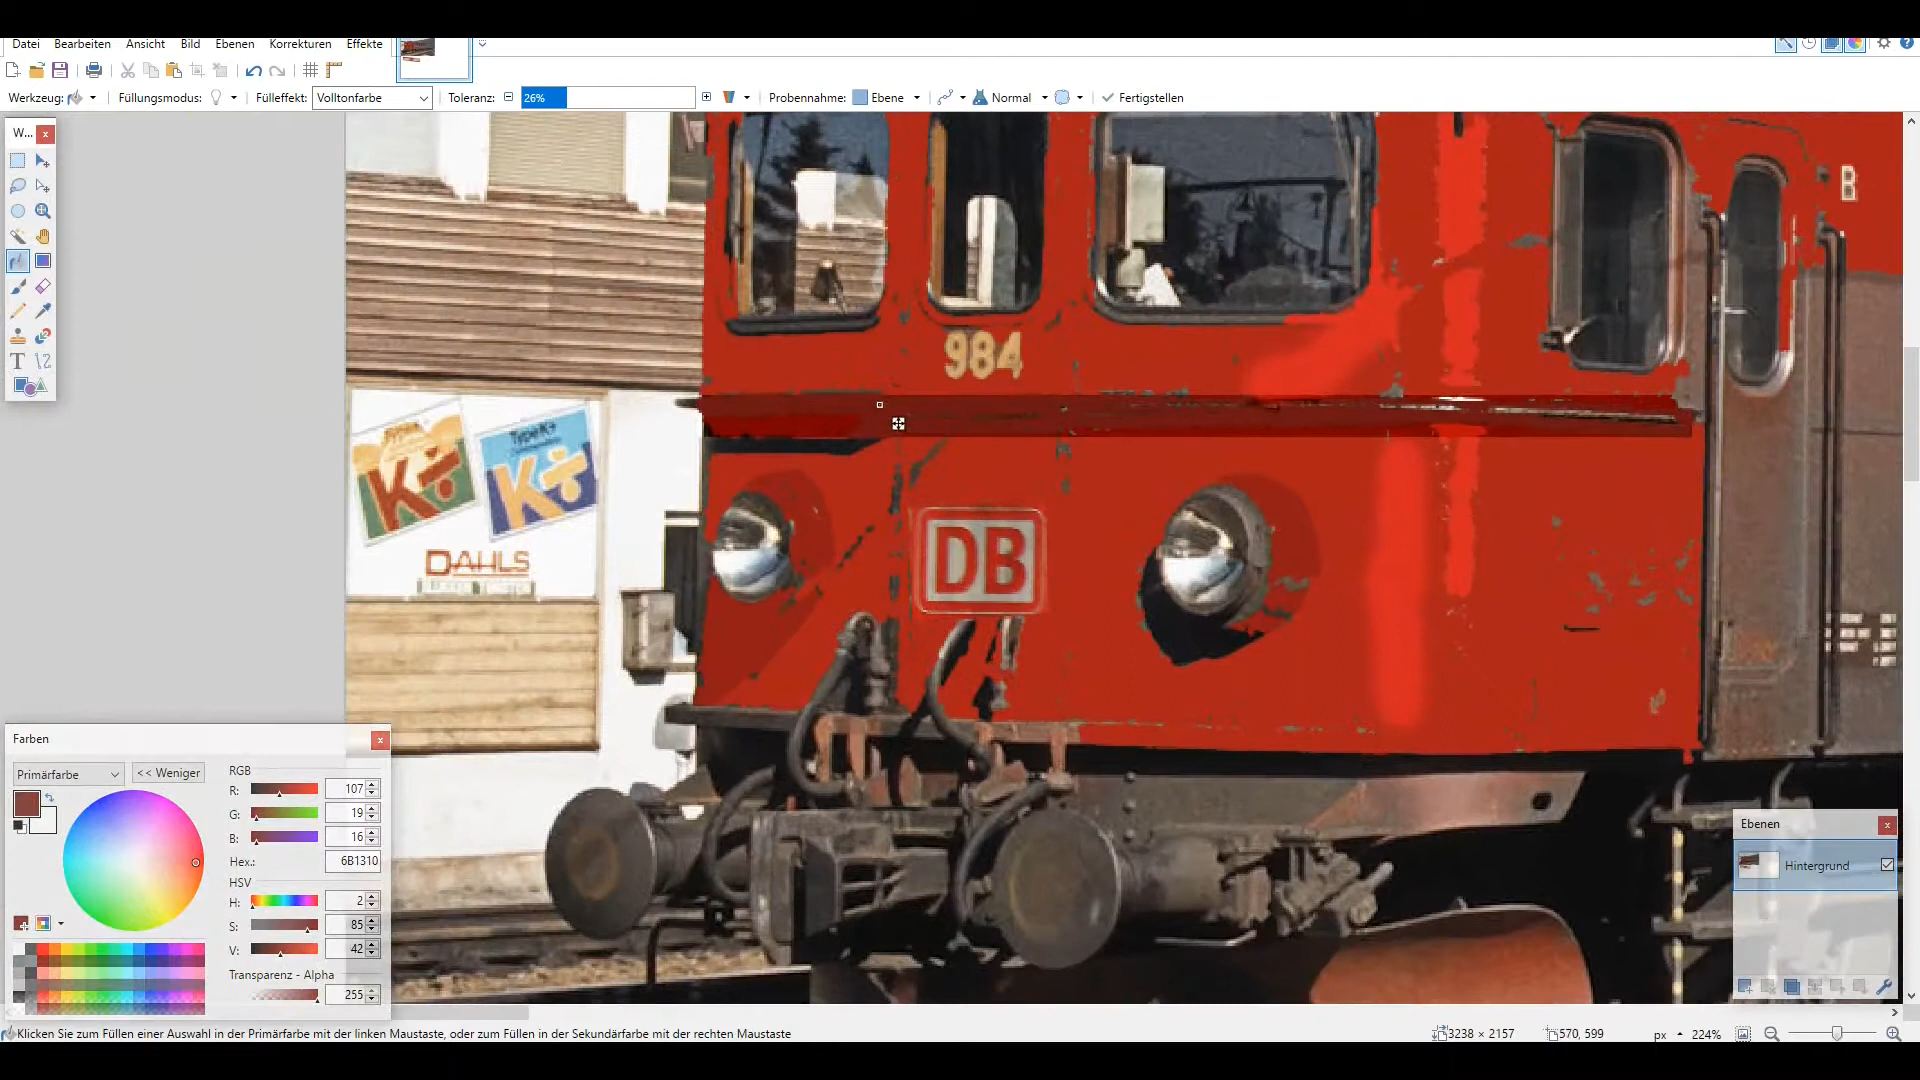 Datei Bearbeiten Ansicht Bild Ebenen Korrekturen Effekte
Werkzeug: Füllungsmodus: Fülleffekt: Volltonfarbe Toleranz: 26% Probennahme: Ebene Normal Fertigstellen
W...
B
984
Type K+
K+
K+
DAHLS
DB
Farben
Primärfarbe << Weniger
RGB
R: 107
G: 19
B: 16
Hex.: 6B1310
HSV
H: 2
S: 85
V: 42
Transparenz - Alpha
255
Ebenen
Hintergrund
Klicken Sie zum Füllen einer Auswahl in der Primärfarbe mit der linken Maustaste, oder zum Füllen in der Sekundärfarbe mit der rechten Maustaste
3238 × 2157 570, 599 px 224%